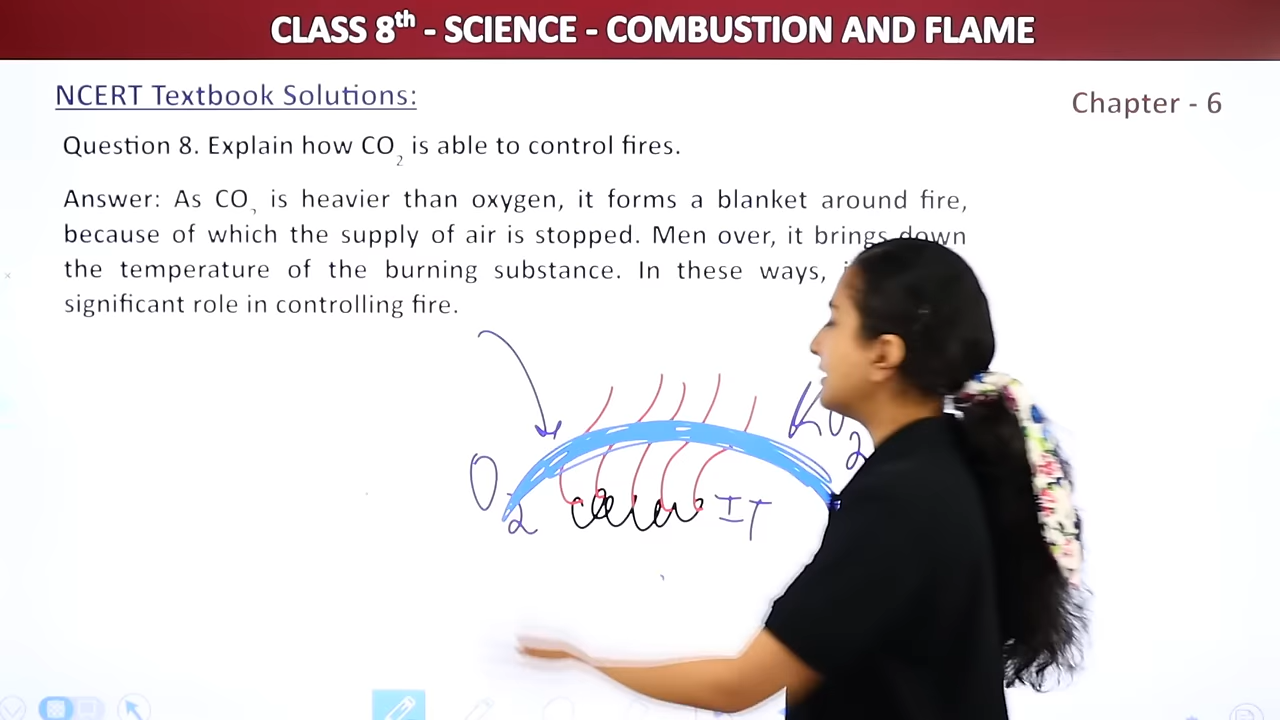 CLASS 8th - SCIENCE - COMBUSTION AND FLAME
NCERT Textbook Solutions:
Chapter - 6
Question 8. Explain how CO2 is able to control fires.
Answer: As CO2 is heavier than oxygen, it forms a blanket around fire,
because of which the supply of air is stopped. Men over, it brings down
the temperature of the burning substance. In these ways,
significant role in controlling fire.
O2
IT